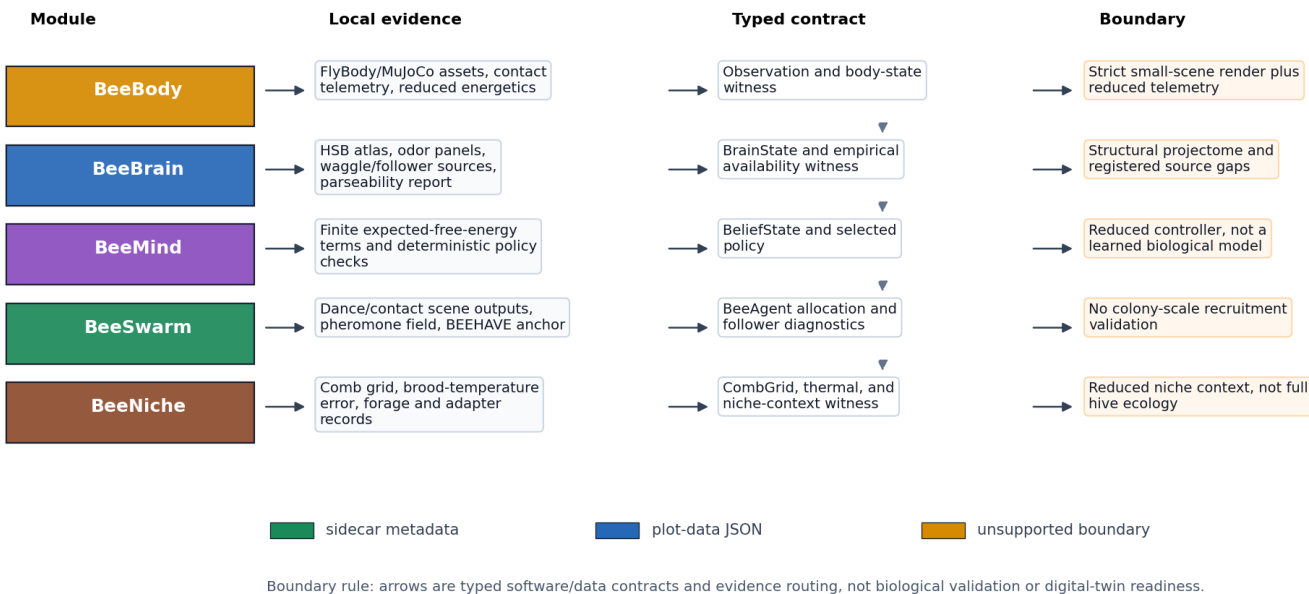 Module
Local evidence
Typed contract
Boundary
BeeBody
FlyBody/MuJoCo assets, contact
telemetry, reduced energetics
Observation and body-state
witness
Strict small-scene render plus
reduced telemetry
BeeBrain
HSB atlas, odor panels,
waggle/follower sources,
parseability report
BrainState and empirical
availability witness
Structural projectome and
registered source gaps
BeeMind
Finite expected-free-energy
terms and deterministic policy
checks
BeliefState and selected
policy
Reduced controller, not a
learned biological model
BeeSwarm
Dance/contact scene outputs,
pheromone field, BEEHAVE anchor
BeeAgent allocation and
follower diagnostics
No colony-scale recruitment
validation
BeeNiche
Comb grid, brood-temperature
error, forage and adapter
records
CombGrid, thermal, and
niche-context witness
Reduced niche context, not full
hive ecology
sidecar metadata
plot-data JSON
unsupported boundary
Boundary rule: arrows are typed software/data contracts and evidence routing, not biological validation or digital-twin readiness.